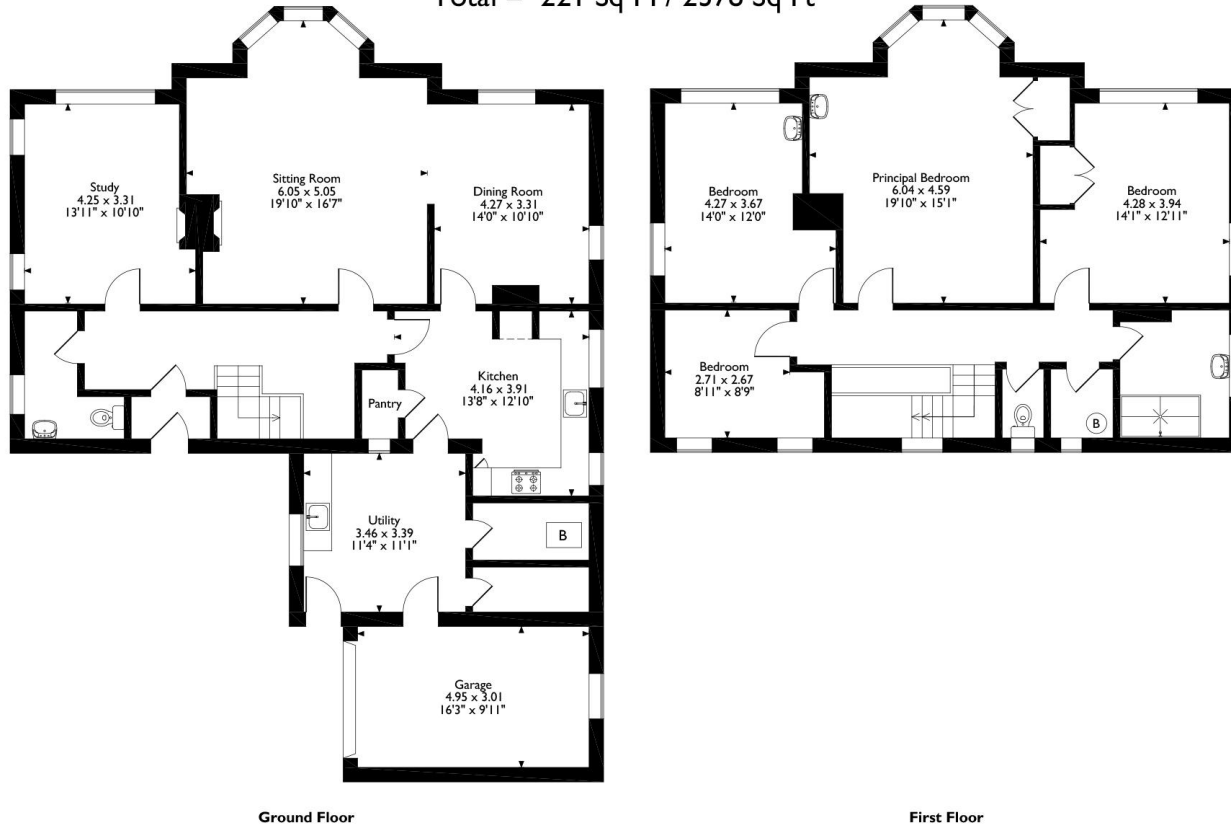 Total = 221 Sq M / 2378 Sq Ft
Study
4.25 x 3.31
13'11" x 10'10"
Sitting Room
6.05 x 5.05
19'10" x 16'7"
Dining Room
4.27 x 3.31
14'0" x 10'10"
Kitchen
4.16 x 3.91
13'8" x 12'10"
Pantry
Utility
3.46 x 3.39
11'4" x 11'1"
B
Garage
4.95 x 3.01
16'3" x 9'11"
Ground Floor
Bedroom
4.27 x 3.67
14'0" x 12'0"
Principal Bedroom
6.04 x 4.59
19'10" x 15'1"
Bedroom
4.28 x 3.94
14'1" x 12'11"
Bedroom
2.71 x 2.67
8'11" x 8'9"
B
First Floor